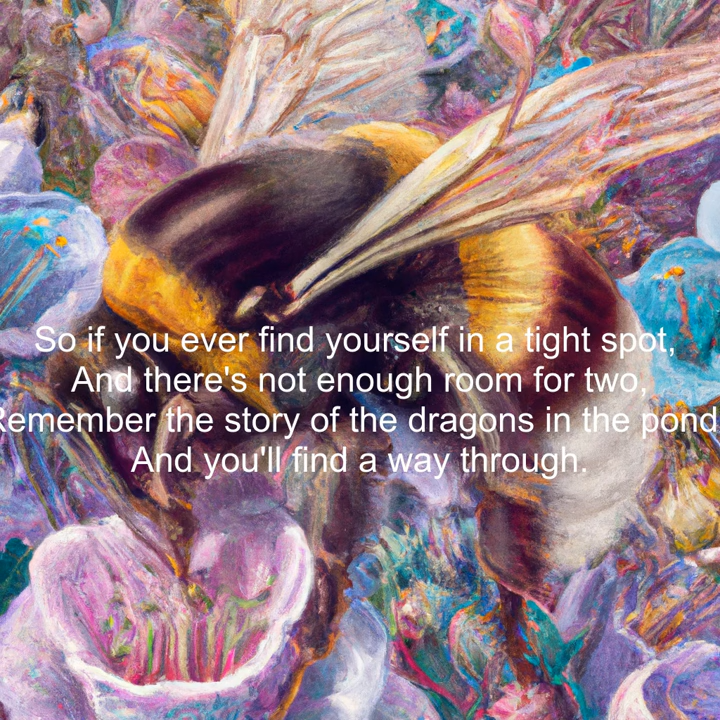 So if you ever find yourself in a tight spot,
And there's not enough room for two,
Remember the story of the dragons in the pond
And you'll find a way through.